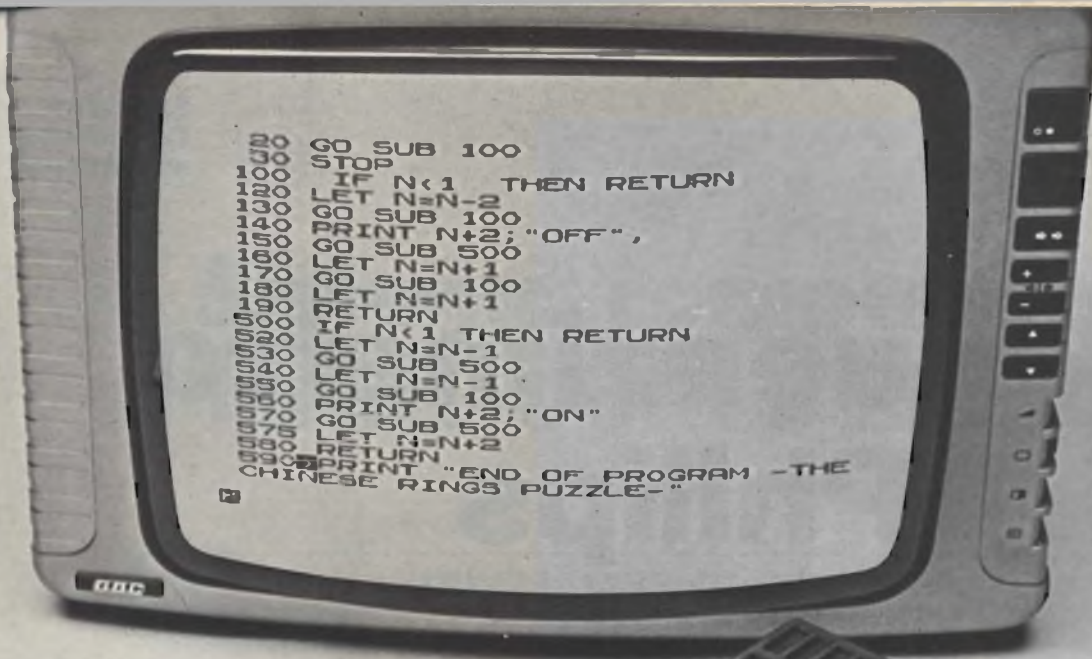 20 GO SUB 100
30 STOP
100 IF N<1 THEN RETURN
120 LET N=N-2
130 GO SUB 100
140 PRINT N+2;"OFF",
150 GO SUB 500
160 LET N=N+1
170 GO SUB 100
180 LET N=N+1
190 RETURN
500 IF N<1 THEN RETURN
520 LET N=N-1
530 GO SUB 500
540 LET N=N-1
550 GO SUB 100
560 PRINT N+2;"ON"
570 GO SUB 500
575 LET N=N+2
580 RETURN
590 PRINT "END OF PROGRAM -THE
CHINESE RINGS PUZZLE-"